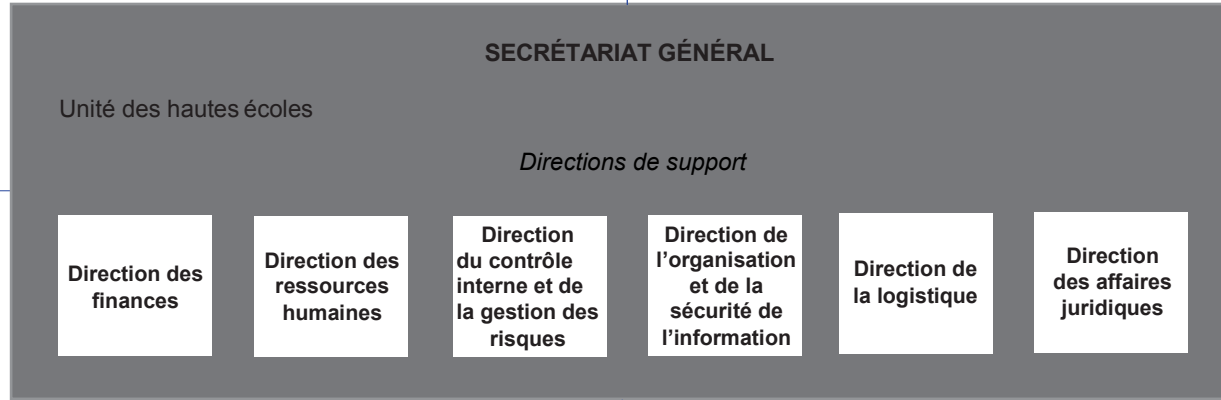 SECRÉTARIAT GÉNÉRAL
Unité des hautes écoles
Directions de support
Direction des
finances
Direction des
ressources
humaines
Direction
du contrôle
interne et de
la gestion des
risques
Direction de
l’organisation
et de la
sécurité de
l’information
Direction de
la logistique
Direction
des affaires
juridiques